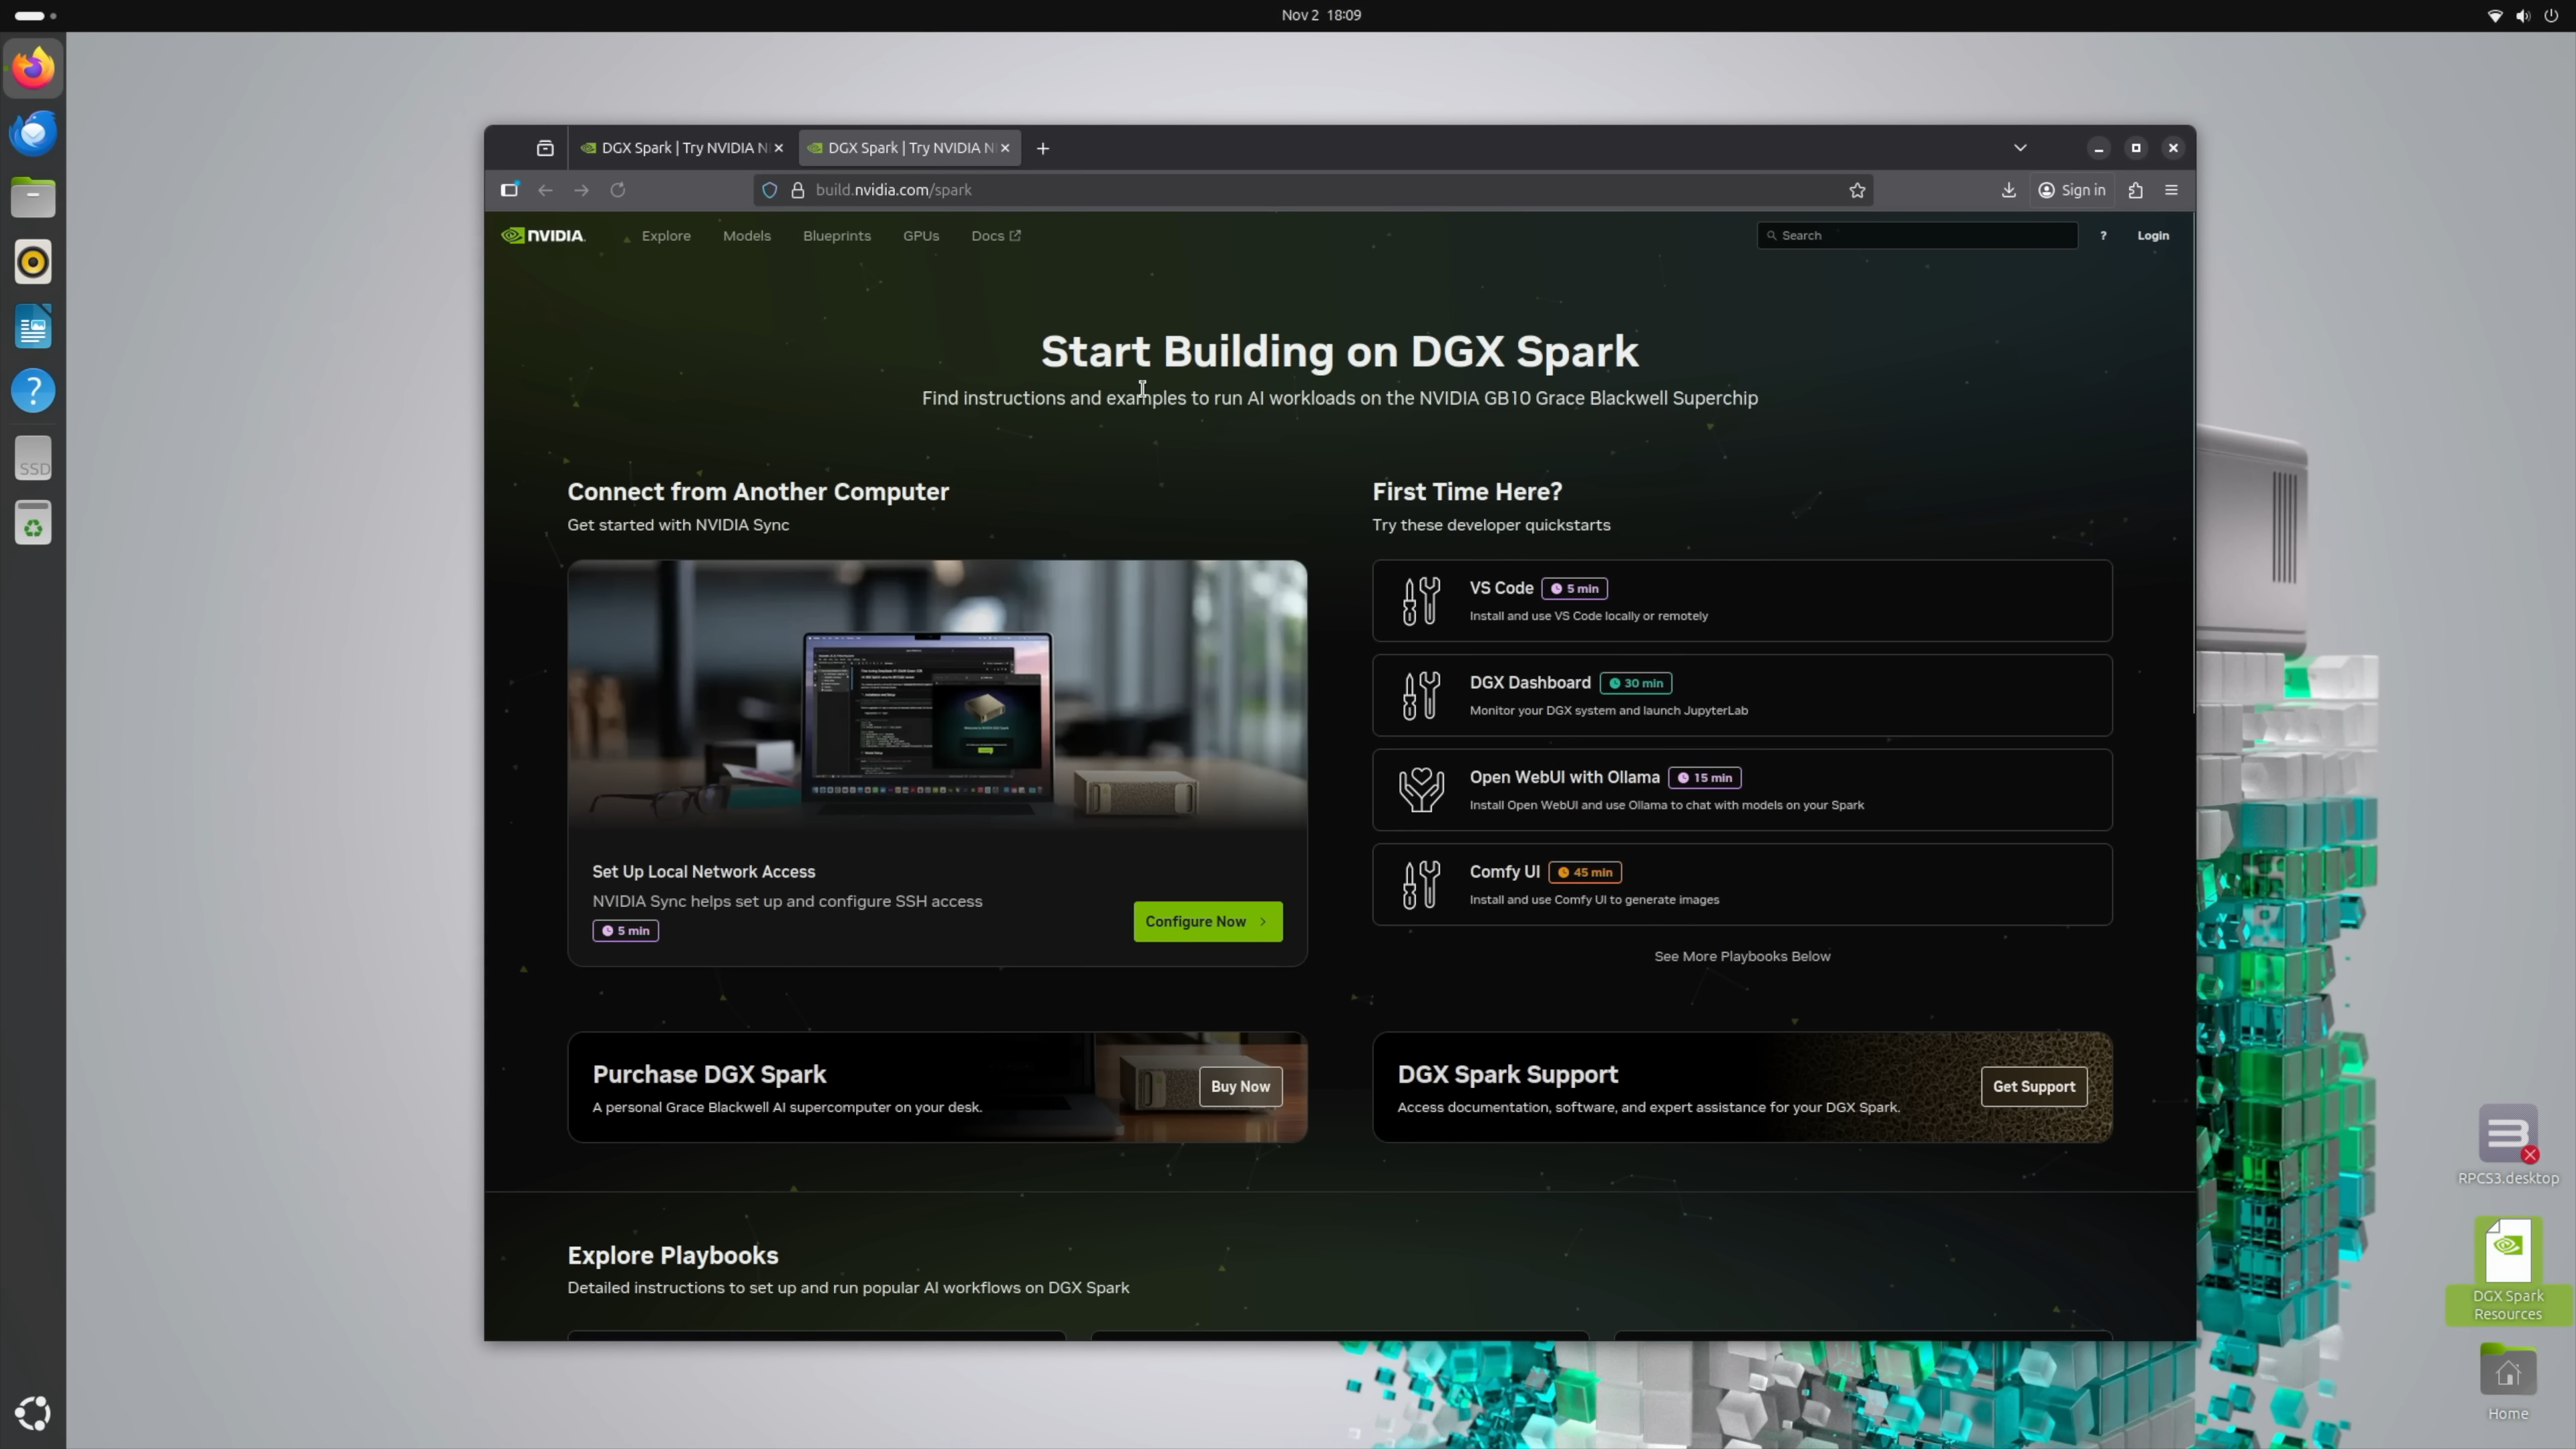 Nov 2 18:09
DGX Spark | Try NVIDIA N
DGX Spark | Try NVIDIA N
build.nvidia.com/spark
Sign in
NVIDIA.
Explore
Models
Blueprints
GPUs
Docs
Search
?
Login
Start Building on DGX Spark
Find instructions and examples to run AI workloads on the NVIDIA GB10 Grace Blackwell Superchip
Connect from Another Computer
Get started with NVIDIA Sync
Set Up Local Network Access
NVIDIA Sync helps set up and configure SSH access
5 min
Configure Now
First Time Here?
Try these developer quickstarts
VS Code 5 min
Install and use VS Code locally or remotely
DGX Dashboard 30 min
Monitor your DGX system and launch JupyterLab
Open WebUI with Ollama 15 min
Install Open WebUI and use Ollama to chat with models on your Spark
Comfy UI 45 min
Install and use Comfy UI to generate images
See More Playbooks Below
Purchase DGX Spark
A personal Grace Blackwell AI supercomputer on your desk.
Buy Now
DGX Spark Support
Access documentation, software, and expert assistance for your DGX Spark.
Get Support
Explore Playbooks
Detailed instructions to set up and run popular AI workflows on DGX Spark
SSD
RPCS3.desktop
DGX Spark
Resources
Home